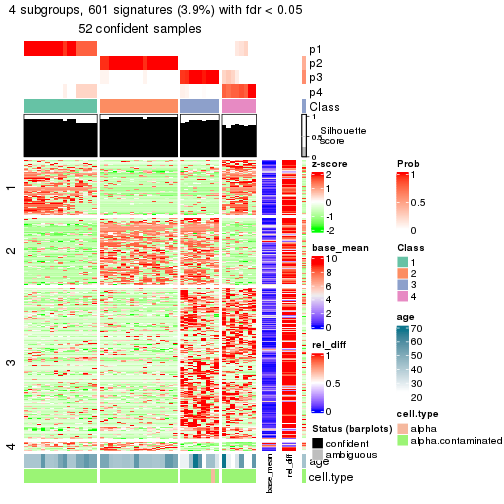 4 subgroups, 601 signatures (3.9%) with fdr < 0.05
52 confident samples
p1
p2
p3
p4
Class
1
0.5
0
Silhouette
score
1
2
3
4
age
cell.type
base_mean
rel_diff
z-score
2
1
0
-1
-2
base_mean
10
8
6
4
2
0
rel_diff
1
0.5
0
Status (barplots)
confident
ambiguous
Prob
1
0.5
0
Class
1
2
3
4
age
70
60
50
40
30
20
cell.type
alpha
alpha.contaminated